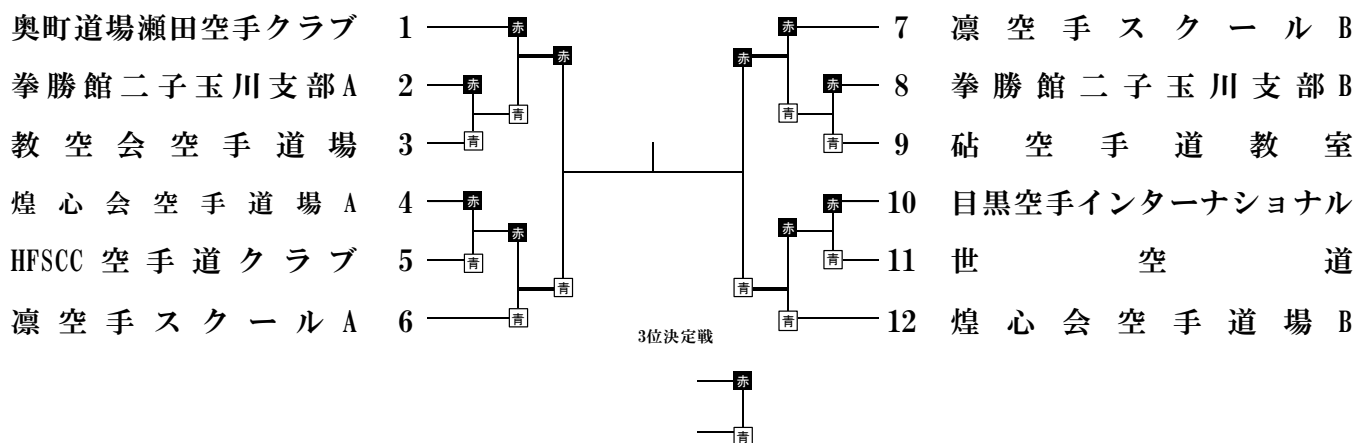 奥町道場瀬田空手クラブ 1 赤 赤
拳勝館二子玉川支部A 2 赤 青
教空会空手道場 3 青
煌心会空手道場A 4 赤 赤
HFSCC空手道クラブ 5 青 青
凛空手スクールA 6 青
赤 赤 7 凛空手スクールB
青 赤 8 拳勝館二子玉川支部B
青 9 砧空手道教室
赤 赤 10 目黒空手インターナショナル
青 青 11 世空道
青 12 煌心会空手道場B
3位決定戦
赤
青